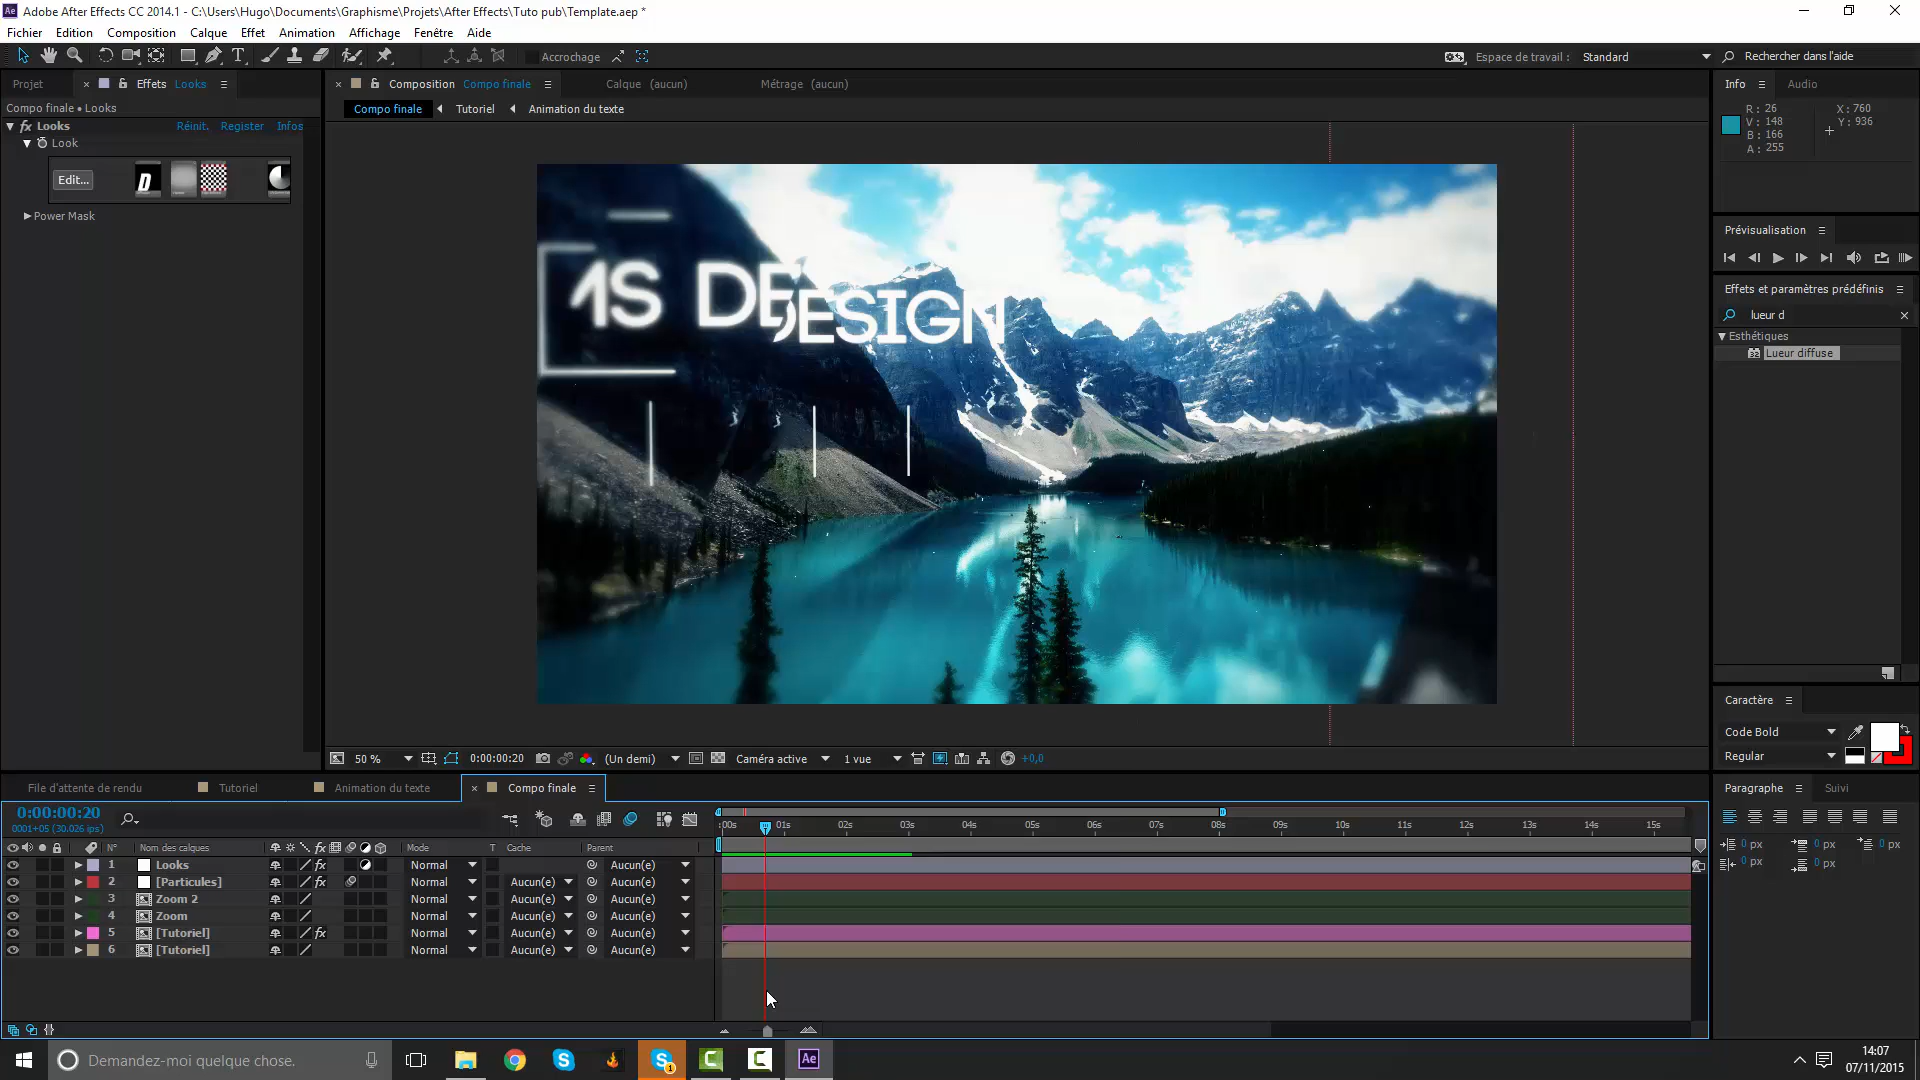 Adobe After Effects CC 2014.1 - C:\Users\Hugo\Documents\Graphisme\Projets\After Effects\Tuto pub\Template.aep *
Fichier Edition Composition Calque Effet Animation Affichage Fenêtre Aide
Accrochage Espace de travail : Standard Rechercher dans l'aide
Projet Effets Looks Composition Compo finale Calque (aucun) Métrage (aucun) Info Audio
Compo finale • Looks Compo finale Tutoriel Animation du texte
fx Looks Réinit. Register Infos
Look
Edit...
D
Power Mask
R : 26 X : 760
V : 148 Y : 936
B : 166
A : 255
Prévisualisation
Effets et paramètres prédéfinis
lueur d
Esthétiques
32 Lueur diffuse
ESIGN
50 % 0:00:00:20 (Un demi) Caméra active 1 vue +0,0
Caractère
Code Bold
Regular
Paragraphe Suivi
0 px 0 px 0 px
0 px 0 px
File d'attente de rendu Tutoriel Animation du texte Compo finale
0:00:00:20
0001+05 (30.026 ips)
:00s 01s 02s 03s 04s 05s 06s 07s 08s 09s 10s 11s 12s 13s 14s 15s
N° Nom des calques Mode T Cache Parent
1 Looks fx Normal Aucun(e)
2 [Particules] fx Normal Aucun(e) Aucun(e)
3 Zoom 2 Normal Aucun(e) Aucun(e)
4 Zoom Normal Aucun(e) Aucun(e)
5 [Tutoriel] fx Normal Aucun(e) Aucun(e)
6 [Tutoriel] Normal Aucun(e) Aucun(e)
Demandez-moi quelque chose.
Ae
14:07
07/11/2015